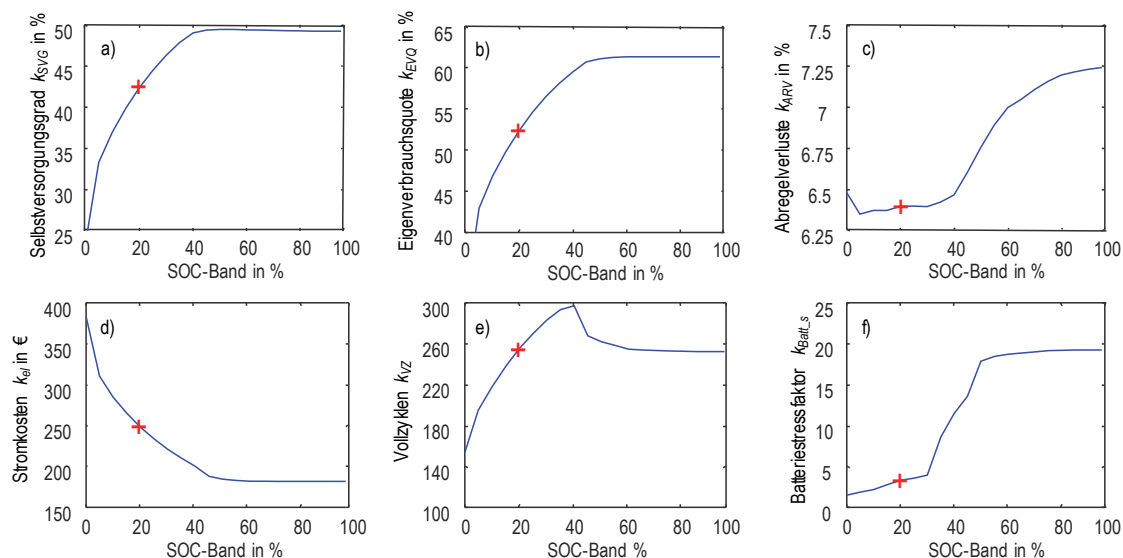 a)
Selbstversorgungsgrad k_SVG in %
50
45
40
35
30
25
0 20 40 60 80 100
SOC-Band in %
b)
Eigenverbrauchsquote k_EVQ in %
65
60
55
50
45
40
0 20 40 60 80 100
SOC-Band in %
c)
Abregelverluste k_ARV in %
7.5
7.25
7
6.75
6.5
6.25
0 20 40 60 80 100
SOC-Band in %
d)
Stromkosten k_el in €
400
350
300
250
200
150
100
0 20 40 60 80 100
SOC-Band in %
e)
Vollzyklen k_VZ
300
260
220
180
140
100
0 20 40 60 80 100
SOC-Band %
f)
Batteriestressfaktor k_Batt_s
25
20
15
10
5
0
0 20 40 60 80 100
SOC-Band in %